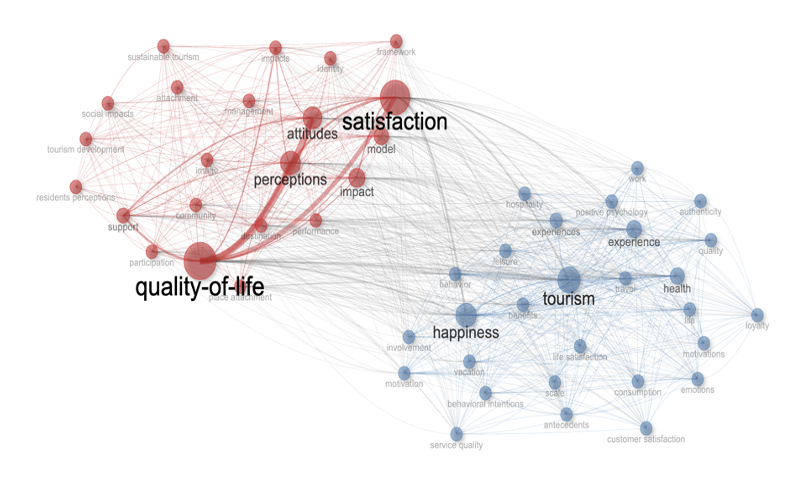 framework
sustainable tourism
impacts
identity
attachment
management
social impacts
satisfaction
attitudes
model
tourism development
image
perceptions
impact
residents perceptions
community
support
destination
performance
participation
quality-of-life
place attachment
work
hospitality
positive psychology
authenticity
experiences
experience
quality
leisure
behavior
travel
health
tourism
benefits
life
loyalty
happiness
involvement
life satisfaction
motivations
vacation
motivation
scale
consumption
emotions
behavioral intentions
antecedents
customer satisfaction
service quality